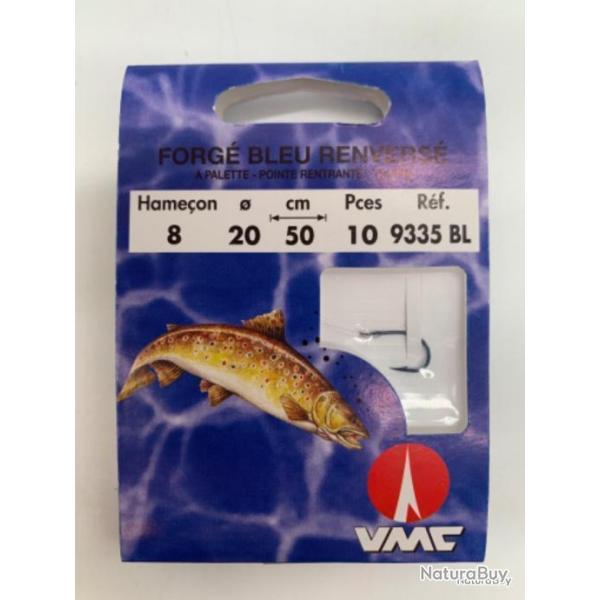 FORGÉ BLEU RENVERSÉ
A PALETTE - POINTE RENTRANTE
Hameçon ø cm Pces Réf.
8 20 50 10 9335 BL
VMC
NaturaBuy